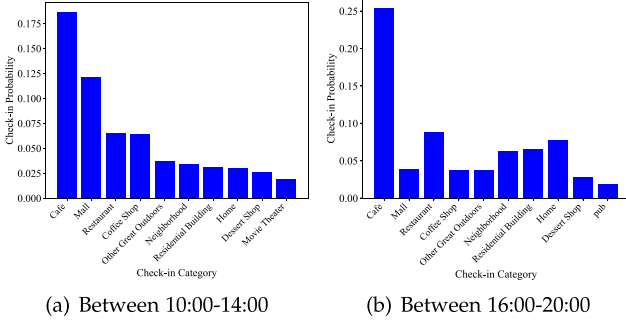 0.175
0.150
0.125
0.100
0.075
0.050
0.025
0.000
Check-in Probability
Cafe
Mall
Restaurant
Coffee Shop
Other Great Outdoors
Neighborhood
Residential Building
Home
Dessert Shop
Movie Theater
Check-in Category
(a) Between 10:00-14:00
0.25
0.20
0.15
0.10
0.05
0.00
Check-in Probability
Cafe
Mall
Restaurant
Coffee Shop
Other Great Outdoors
Neighborhood
Residential Building
Home
Dessert Shop
pub
Check-in Category
(b) Between 16:00-20:00